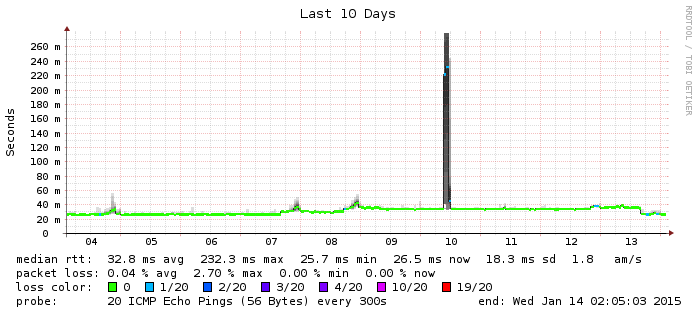 Last 10 Days
RRDTOOL / TOBI OETIKER
Seconds
260 m
240 m
220 m
200 m
180 m
160 m
140 m
120 m
100 m
80 m
60 m
40 m
20 m
0
04 05 06 07 08 09 10 11 12 13
median rtt: 32.8 ms avg 232.3 ms max 25.7 ms min 26.5 ms now 18.3 ms sd 1.8 am/s
packet loss: 0.04 % avg 2.70 % max 0.00 % min 0.00 % now
loss color: 0 1/20 2/20 3/20 4/20 10/20 19/20
probe: 20 ICMP Echo Pings (56 Bytes) every 300s end: Wed Jan 14 02:05:03 2015